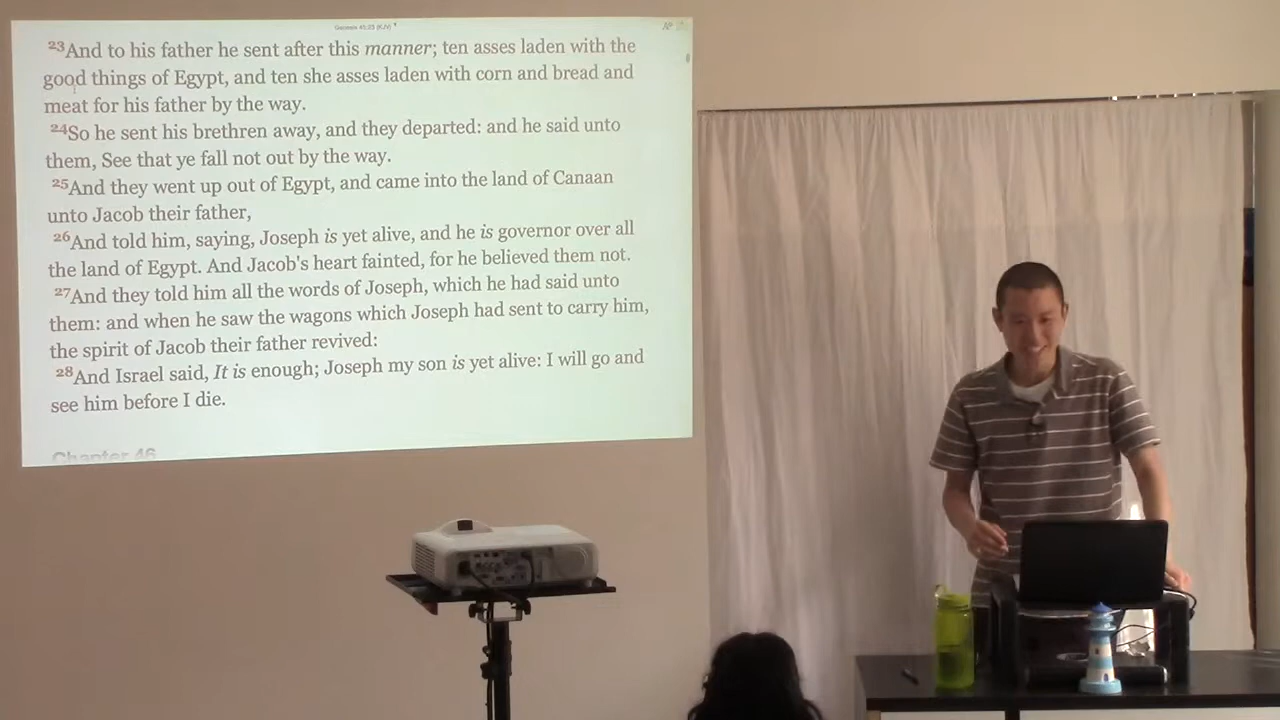 Genesis 45:23 (KJV)
23And to his father he sent after this manner; ten asses laden with the
good things of Egypt, and ten she asses laden with corn and bread and
meat for his father by the way.
24So he sent his brethren away, and they departed: and he said unto
them, See that ye fall not out by the way.
25And they went up out of Egypt, and came into the land of Canaan
unto Jacob their father,
26And told him, saying, Joseph is yet alive, and he is governor over all
the land of Egypt. And Jacob's heart fainted, for he believed them not.
27And they told him all the words of Joseph, which he had said unto
them: and when he saw the wagons which Joseph had sent to carry him,
the spirit of Jacob their father revived:
28And Israel said, It is enough; Joseph my son is yet alive: I will go and
see him before I die.
Chapter 46